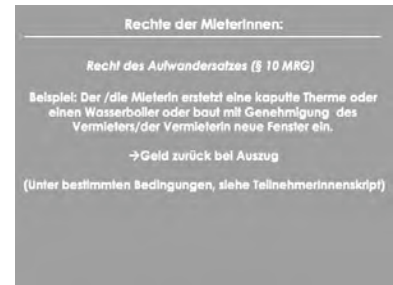 Rechte der MieterInnen:
Recht des Aufwandersatzes (§ 10 MRG)
Beispiel: Der /die MieterIn erstetzt eine kaputte Therme oder
einen Wasserboiler oder baut mit Genehmigung des
Vermieters/der VermieterIn neue Fenster ein.
→Geld zurück bei Auszug
(Unter bestimmten Bedingungen, siehe TeilnehmerInnenskript)